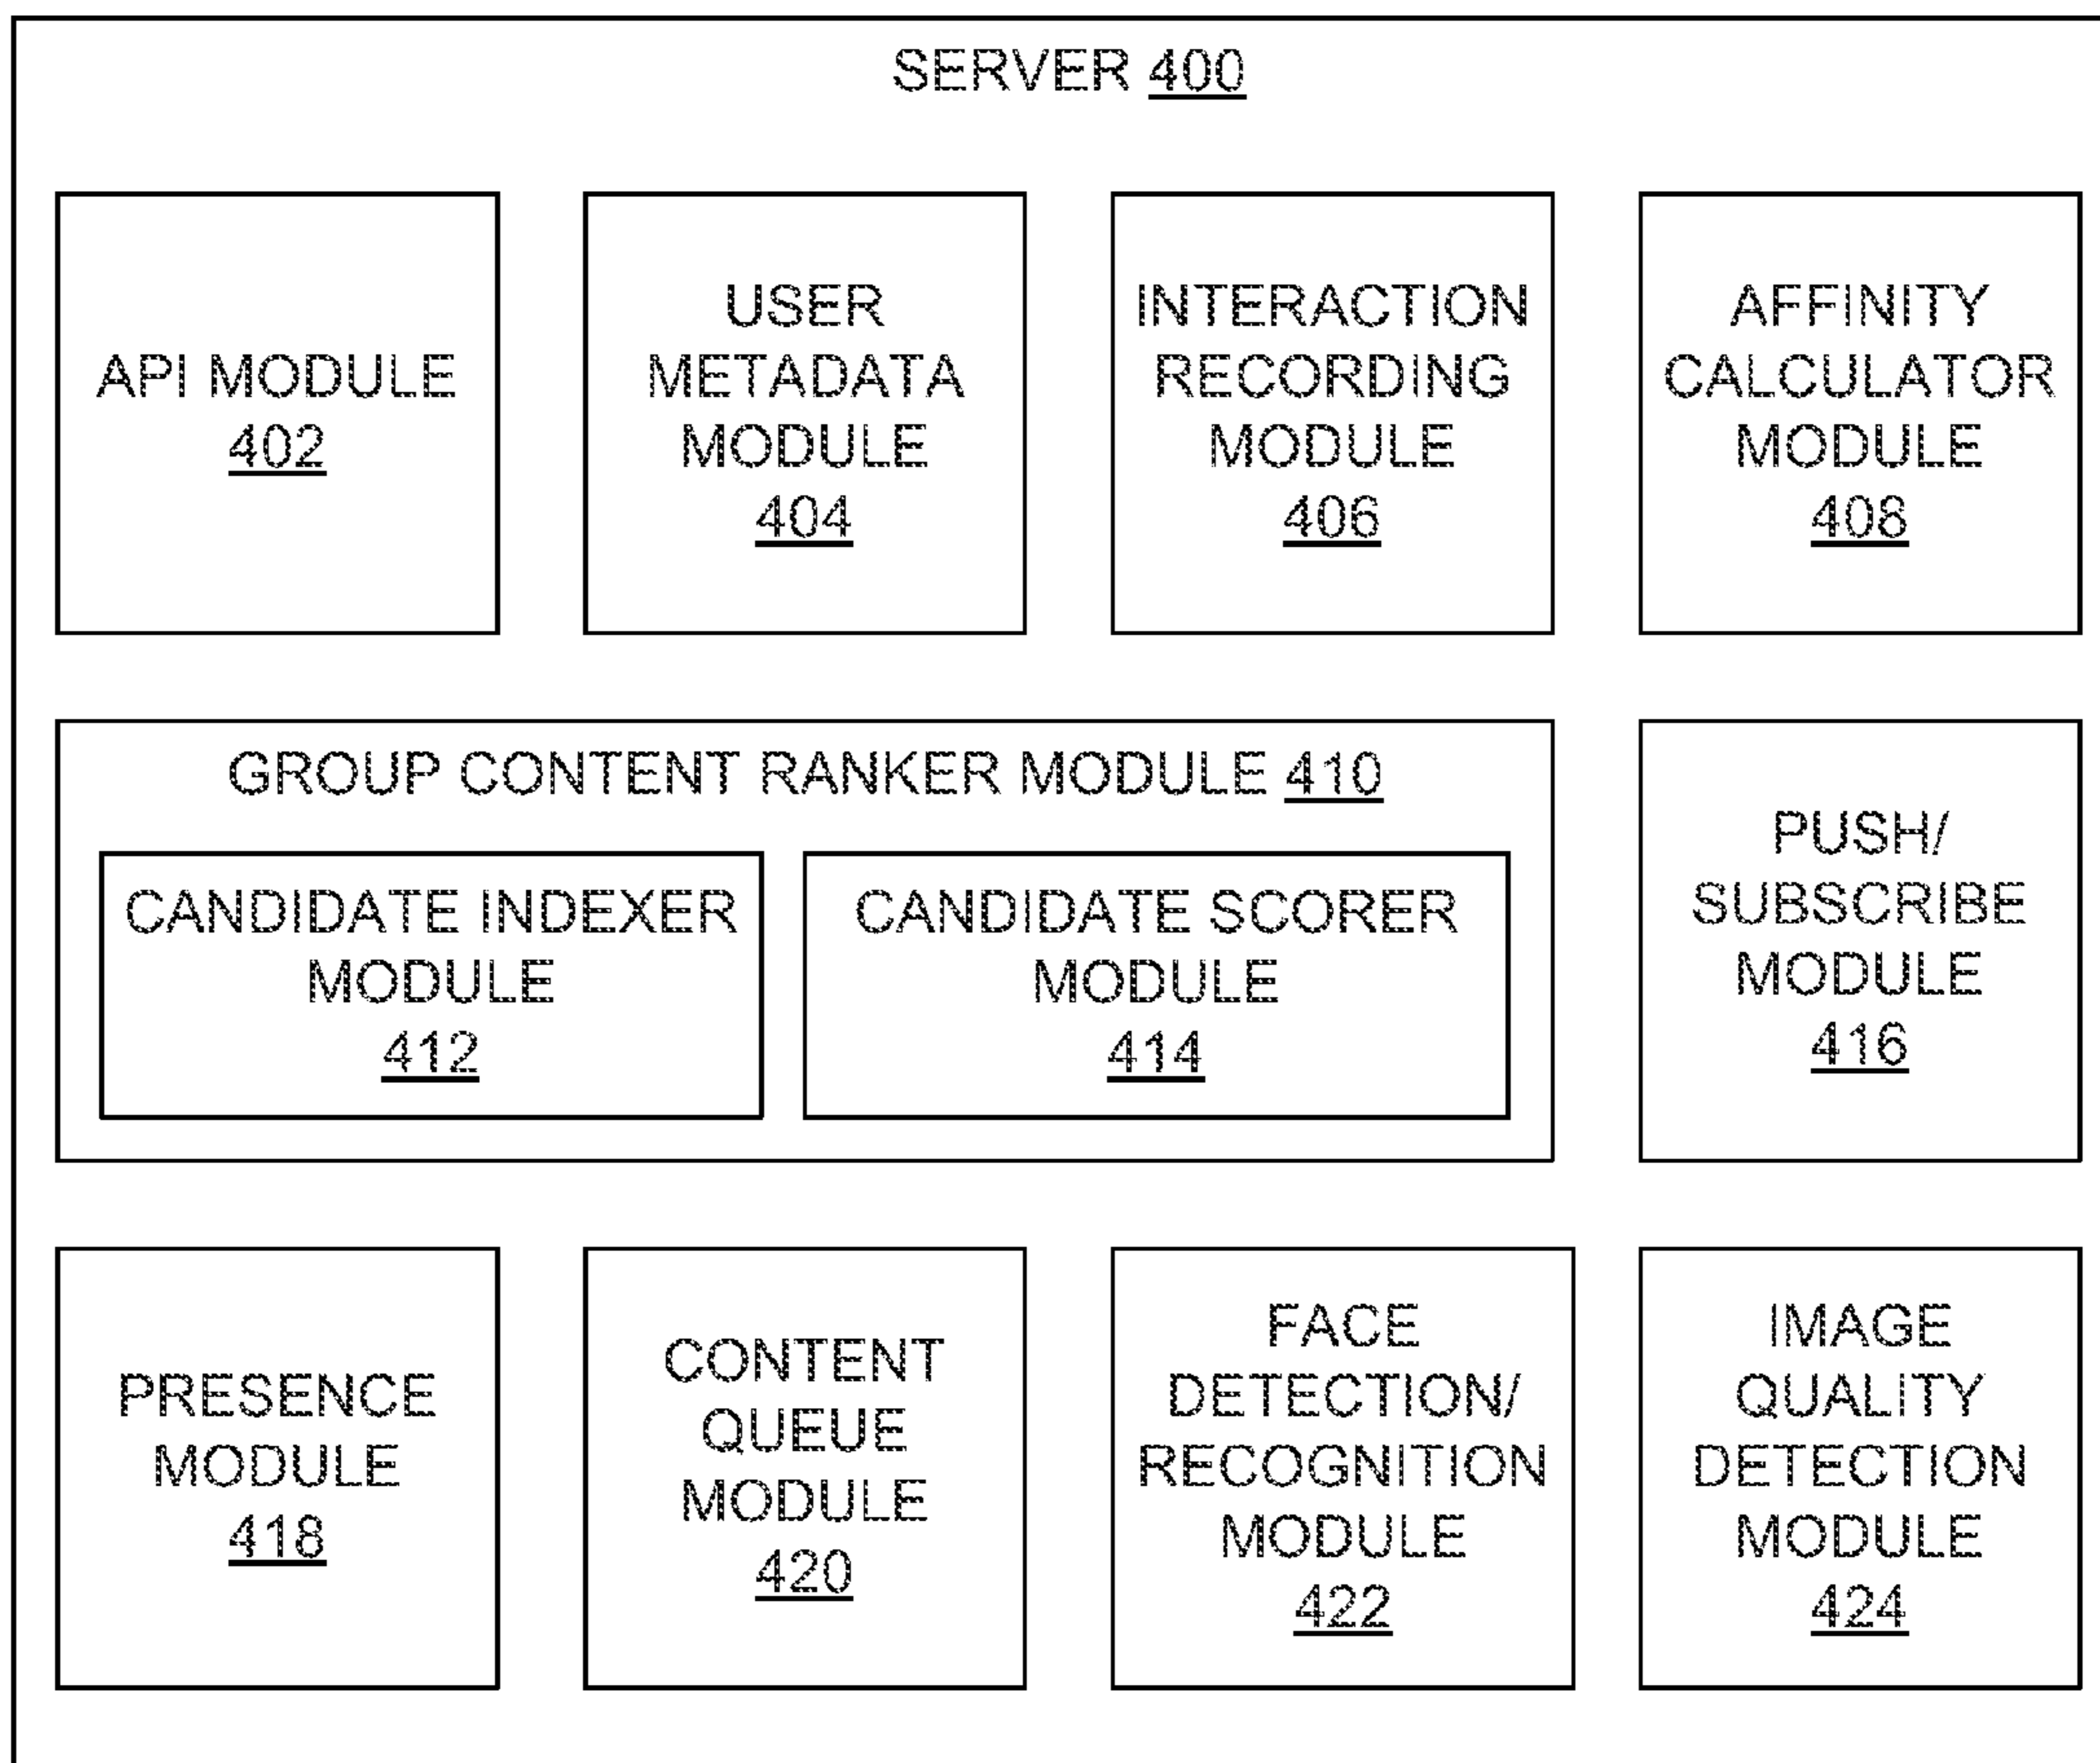 SERVER 400
API MODULE
402
USER
METADATA
MODULE
404
INTERACTION
RECORDING
MODULE
406
AFFINITY
CALCULATOR
MODULE
408
GROUP CONTENT RANKER MODULE 410
CANDIDATE INDEXER
MODULE
412
CANDIDATE SCORER
MODULE
414
PUSH/
SUBSCRIBE
MODULE
416
PRESENCE
MODULE
418
CONTENT
QUEUE
MODULE
420
FACE
DETECTION/
RECOGNITION
MODULE
422
IMAGE
QUALITY
DETECTION
MODULE
424